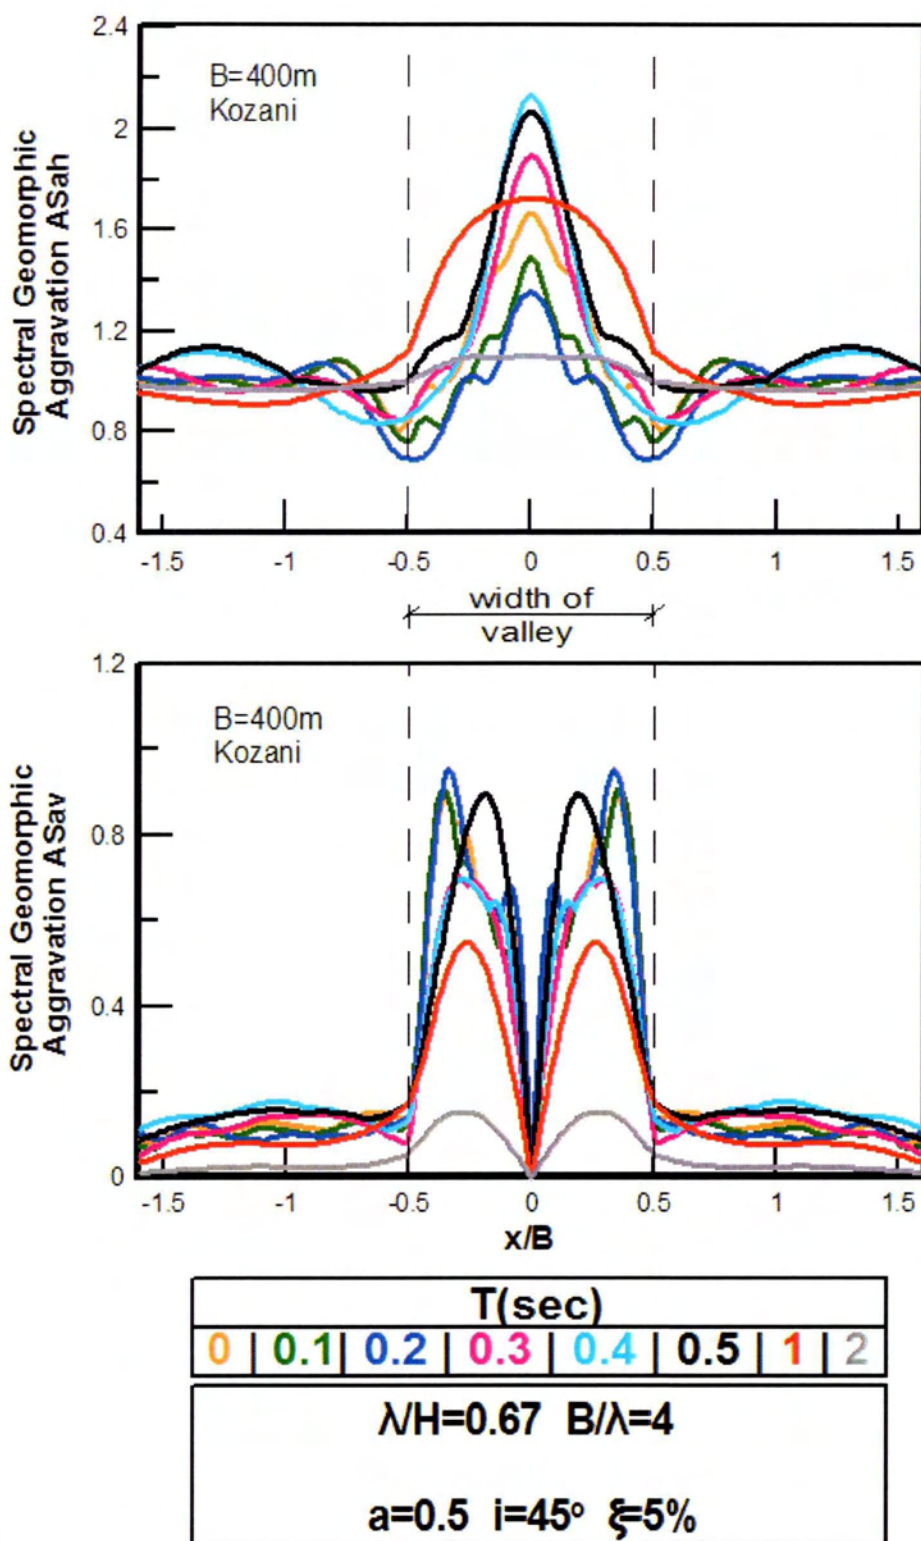 Spectral Geomorphic
Aggravation ASah
2.4
2
1.6
1.2
0.8
0.4
B=400m
Kozani
-1.5
-1
-0.5
0
0.5
1
1.5
width of
valley
Spectral Geomorphic
Aggravation ASav
1.2
0.8
0.4
0
B=400m
Kozani
-1.5
-1
-0.5
0
0.5
1
1.5
x/B
T(sec)
0 | 0.1 | 0.2 | 0.3 | 0.4 | 0.5 | 1 | 2
λ/H=0.67 B/λ=4
a=0.5 i=45° ξ=5%